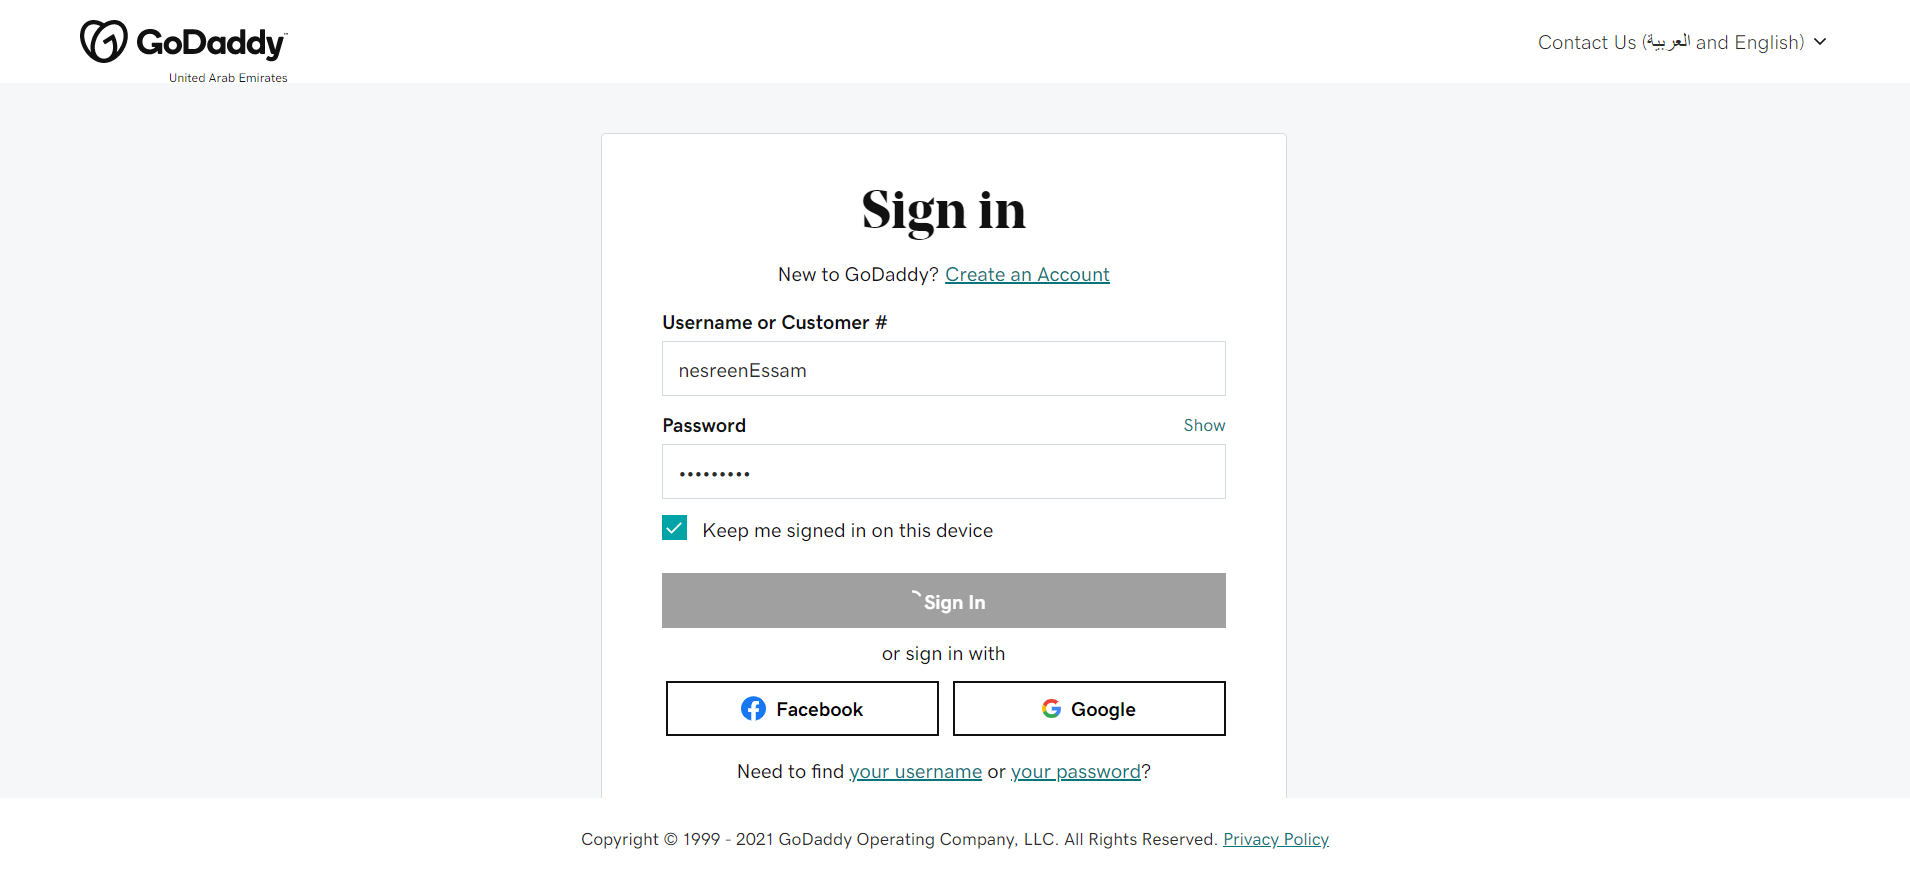 GoDaddy
United Arab Emirates
Contact Us (العربية and English)
Sign in
New to GoDaddy? Create an Account
Username or Customer #
nesreenEssam
Password
Show
•••••••••
Keep me signed in on this device
Sign In
or sign in with
Facebook
Google
Need to find your username or your password?
Copyright © 1999 - 2021 GoDaddy Operating Company, LLC. All Rights Reserved. Privacy Policy